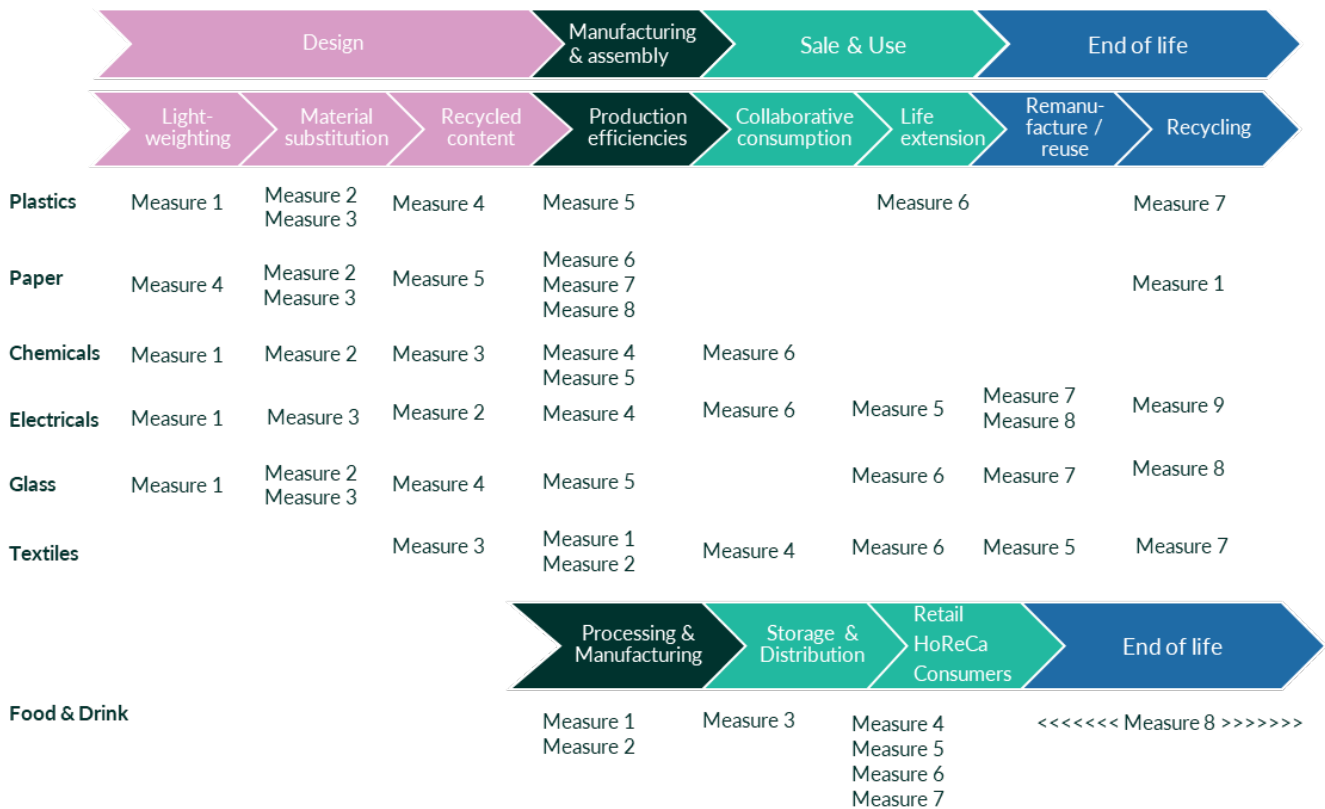 Design
Manufacturing
& assembly
Sale & Use
End of life
Light-
weighting
Material
substitution
Recycled
content
Production
efficiencies
Collaborative
consumption
Life
extension
Remanu-
facture /
reuse
Recycling
Plastics
Measure 1
Measure 2
Measure 3
Measure 4
Measure 5
Measure 6
Measure 7
Paper
Measure 4
Measure 2
Measure 3
Measure 5
Measure 6
Measure 7
Measure 8
Measure 1
Chemicals
Measure 1
Measure 2
Measure 3
Measure 4
Measure 5
Measure 6
Electricals
Measure 1
Measure 3
Measure 2
Measure 4
Measure 6
Measure 5
Measure 7
Measure 8
Measure 9
Glass
Measure 1
Measure 2
Measure 3
Measure 4
Measure 5
Measure 6
Measure 7
Measure 8
Textiles
Measure 3
Measure 1
Measure 2
Measure 4
Measure 6
Measure 5
Measure 7
Processing &
Manufacturing
Storage &
Distribution
Retail
HoReCa
Consumers
End of life
Food & Drink
Measure 1
Measure 2
Measure 3
Measure 4
Measure 5
Measure 6
Measure 7
<<<<<<< Measure 8 >>>>>>>